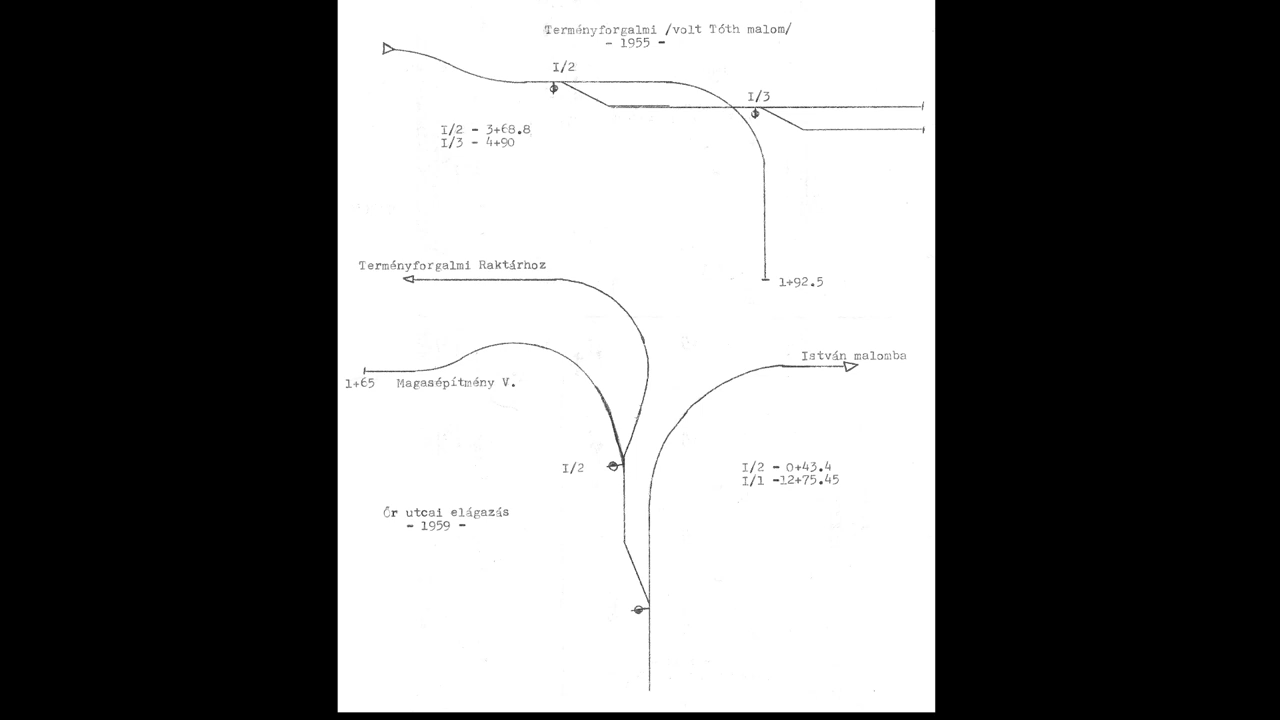 Terményforgalmi /volt Tóth malom/
- 1955 -
I/2
I/3
I/2 - 3+68.8
I/3 - 4+90
Terményforgalmi Raktárhoz
1+92.5
István malomba
1+65 Magasépítmény V.
I/2
I/2 - 0+43.4
I/1 -12+75.45
Őr utcai elágazás
- 1959 -